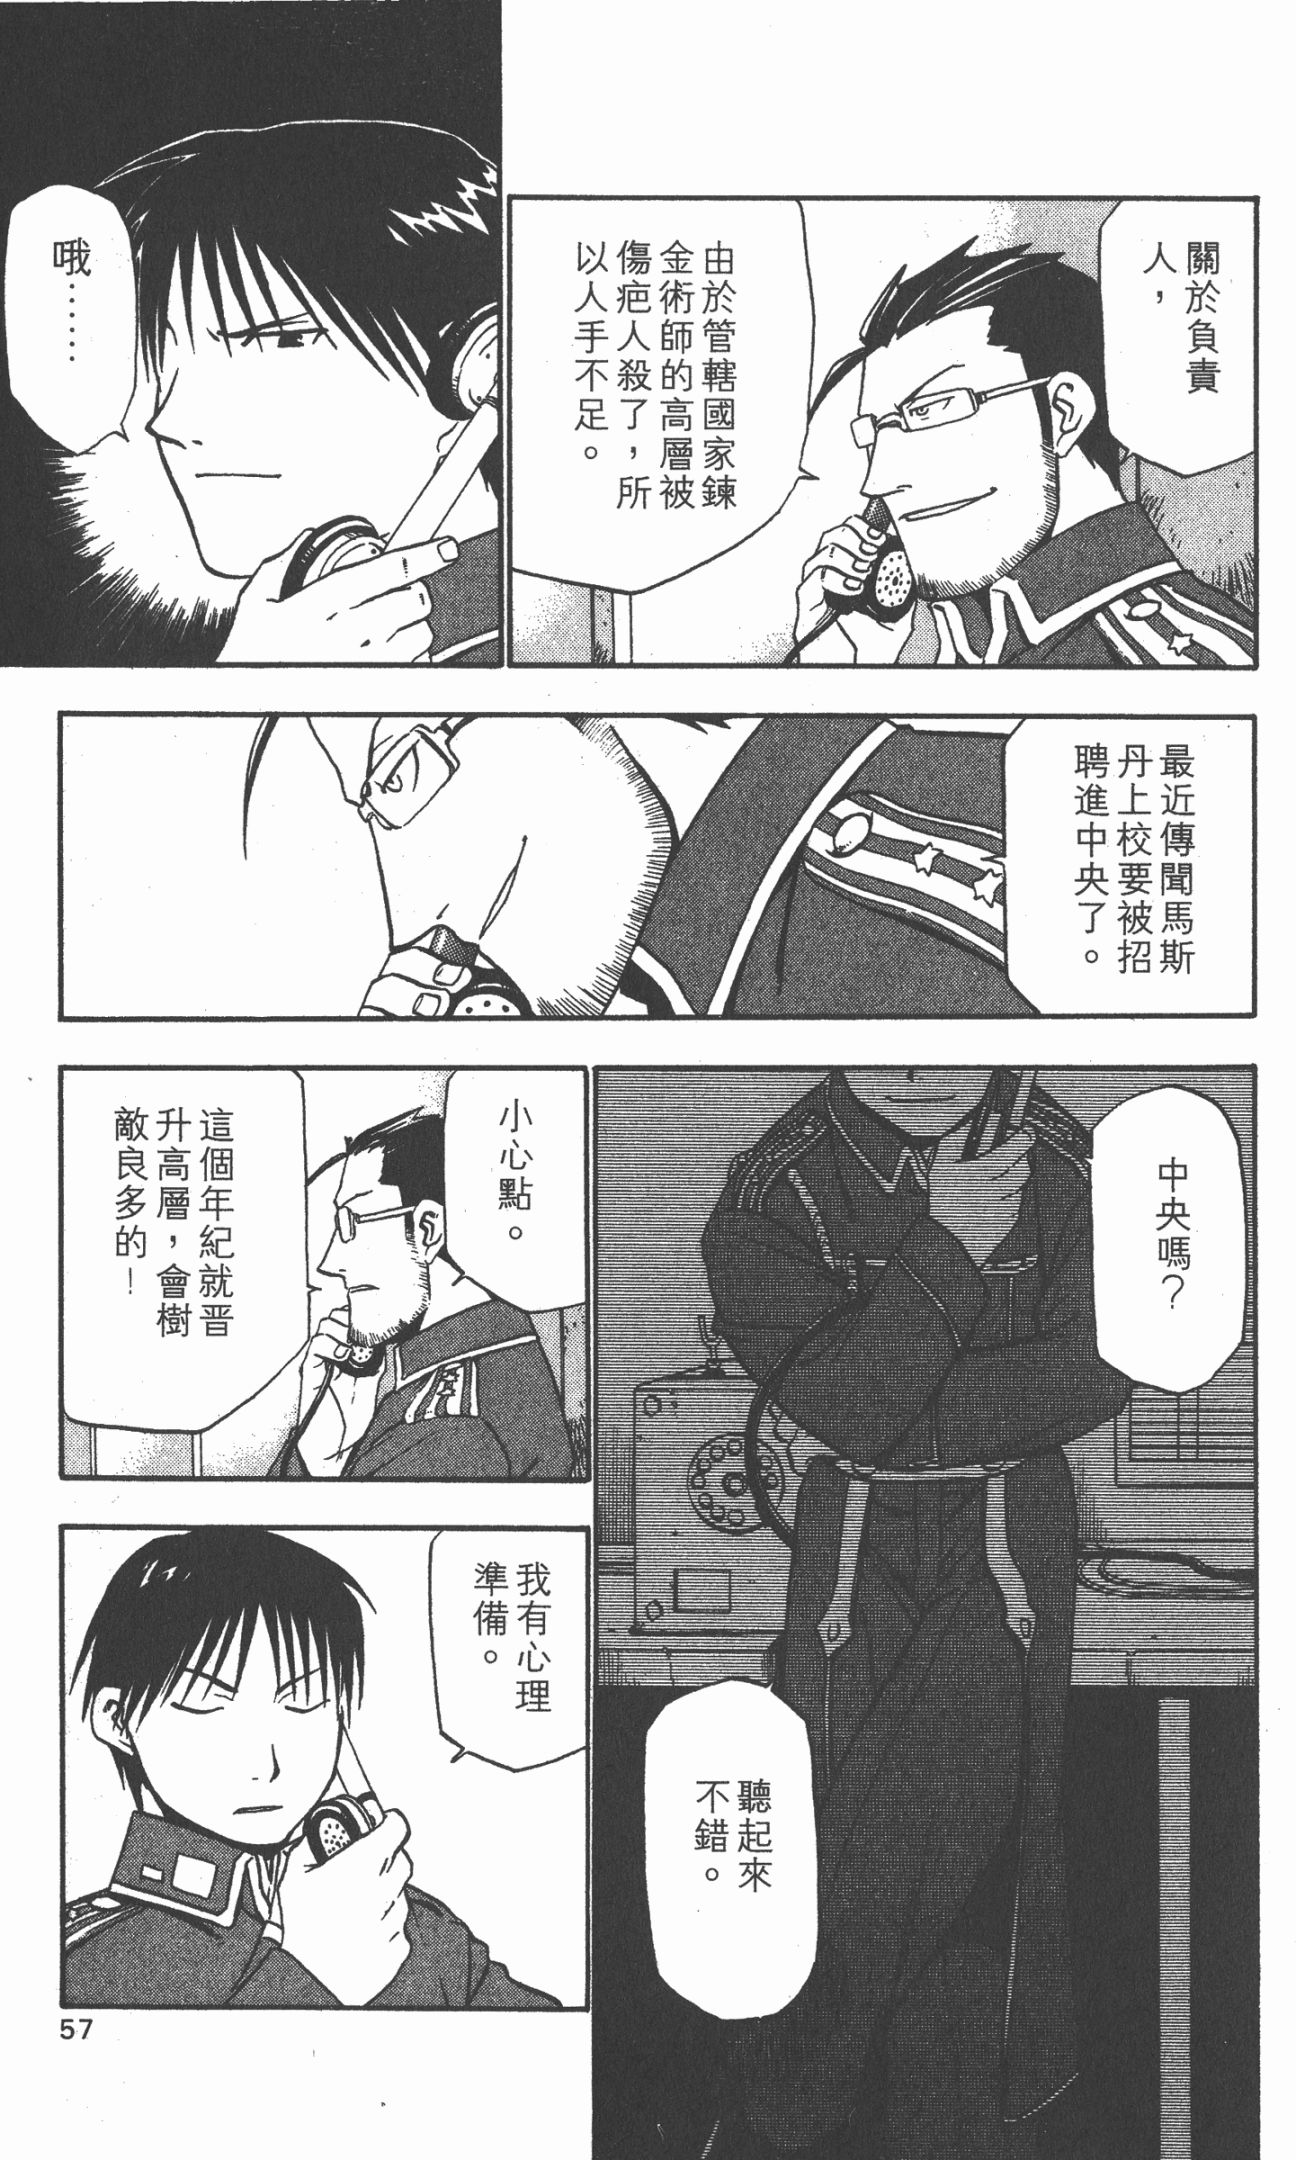 關於負責
人，
由於管轄國家鍊
金術師的高層被
傷疤人殺了，所
以人手不足。
哦……
最近傳聞馬斯
丹上校要被招
聘進中央了。
中央嗎？
聽起來
不錯。
小心點。
這個年紀就晋
升高層，會樹
敵良多的！
我有心理
準備。
57